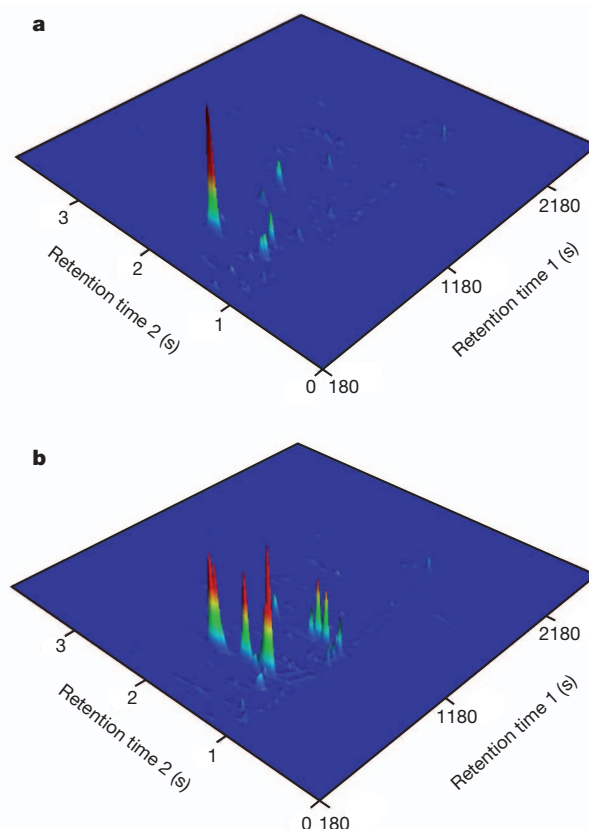 a
3
2
1
0 180
1180
2180
Retention time 2 (s)
Retention time 1 (s)
b
3
2
1
0 180
1180
2180
Retention time 2 (s)
Retention time 1 (s)